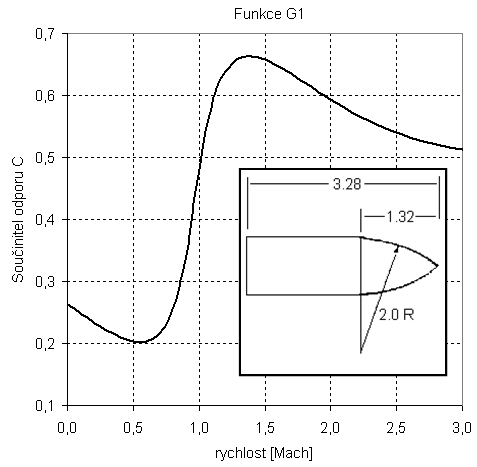 Funkce G1
0,7
0,6
0,5
0,4
0,3
0,2
0,1
Součinitel odporu C
3.28
1.32
2.0 R
0,0 0,5 1,0 1,5 2,0 2,5 3,0
rychlost [Mach]